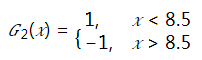 G₂(x) = { 1, x < 8.5
−1, x > 8.5